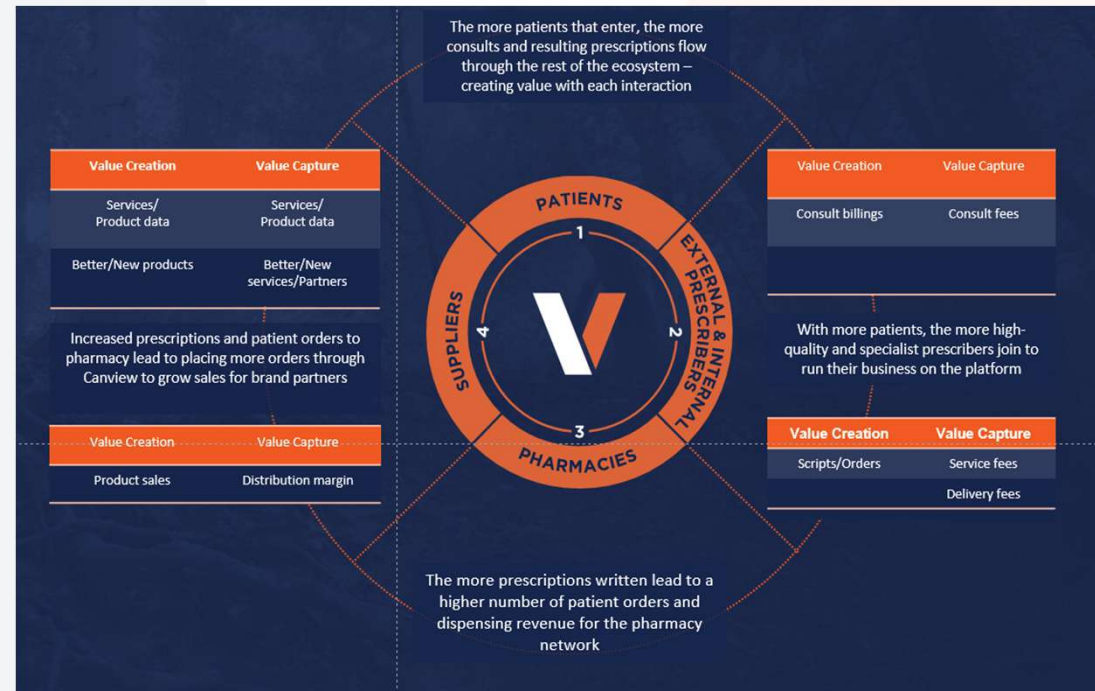 The more patients that enter, the more
consults and resulting prescriptions flow
through the rest of the ecosystem –
creating value with each interaction
Value Creation Value Capture
Services/
Product data
Services/
Product data
Better/New products
Better/New
services/Partners
Value Creation Value Capture
Consult billings Consult fees
PATIENTS
1
EXTERNAL & INTERNAL
PRESCRIBERS
2
PHARMACIES
3
SUPPLIERS
4
Increased prescriptions and patient orders to
pharmacy lead to placing more orders through
Canview to grow sales for brand partners
With more patients, the more high-
quality and specialist prescribers join to
run their business on the platform
Value Creation Value Capture
Product sales Distribution margin
Value Creation Value Capture
Scripts/Orders Service fees
Delivery fees
The more prescriptions written lead to a
higher number of patient orders and
dispensing revenue for the pharmacy
network